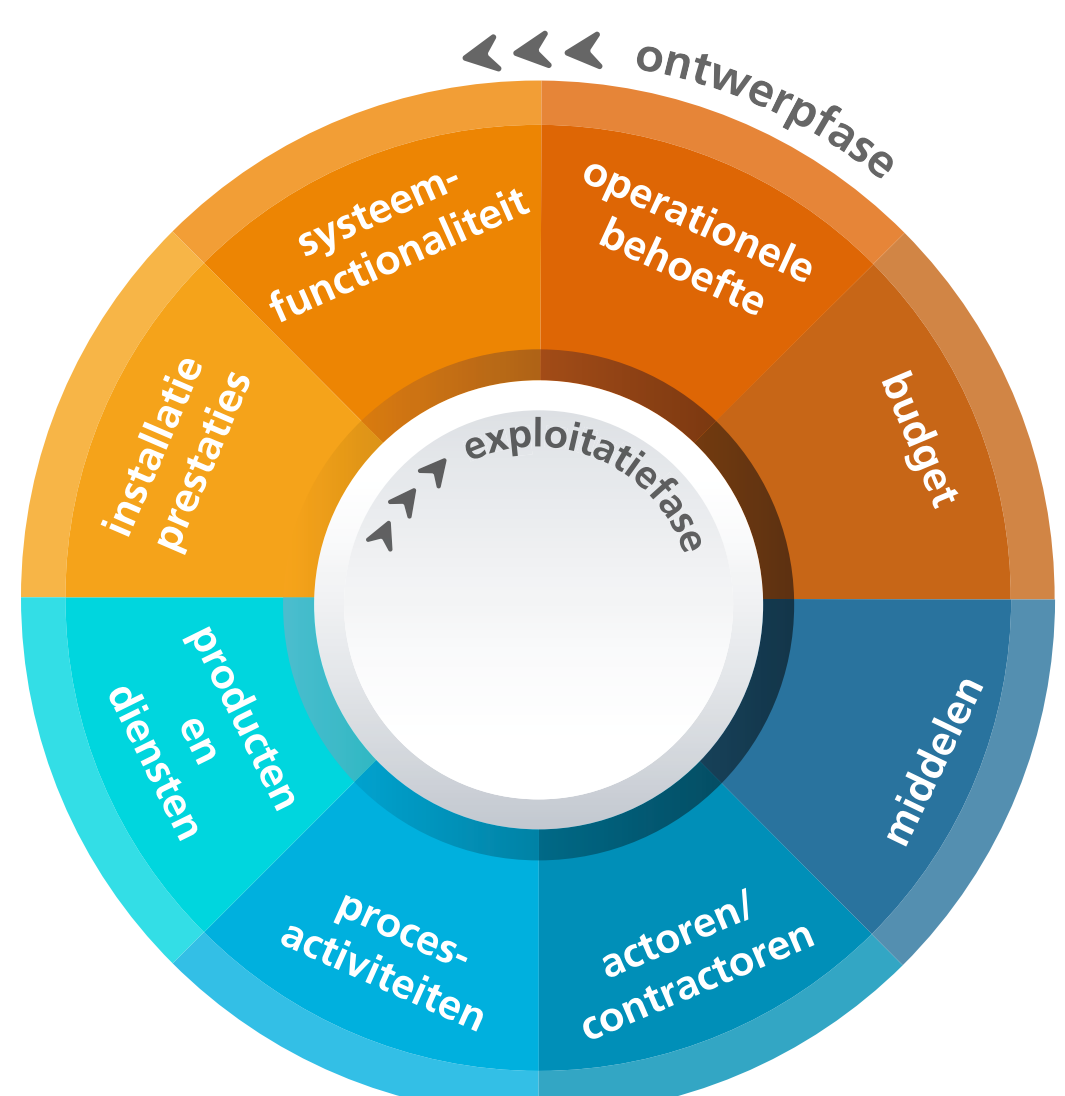 ontwerpfase
operationele
behoefte
budget
middelen
actoren/
contractoren
proces-
activiteiten
producten
en
diensten
installatie
prestaties
systeem-
functionaliteit
exploitatiefase